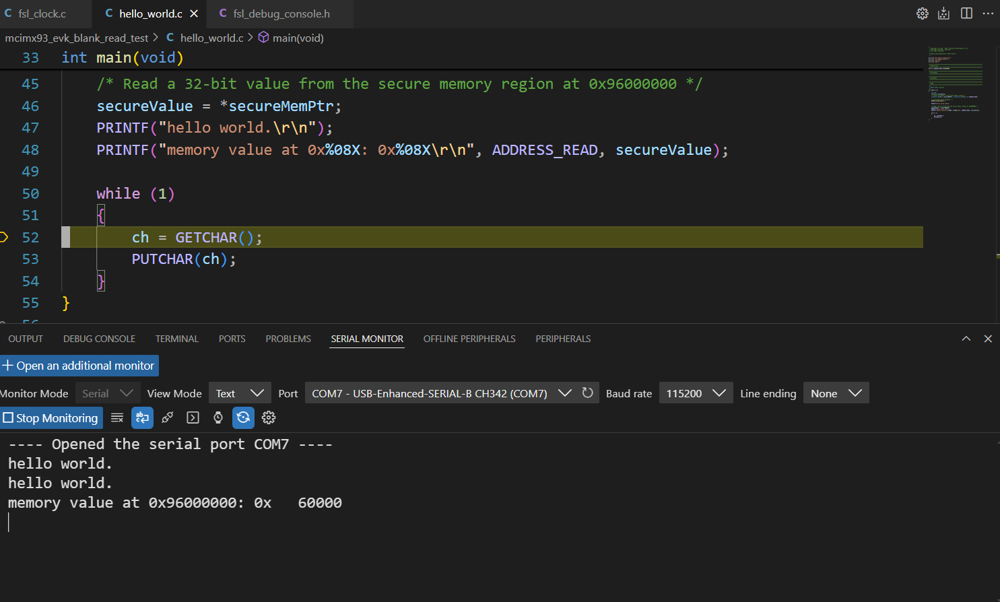 C fsl_clock.c
C hello_world.c
C fsl_debug_console.h
mcimx93_evk_blank_read_test > C hello_world.c > main(void)
33 int main(void)
45 /* Read a 32-bit value from the secure memory region at 0x96000000 */
46 secureValue = *secureMemPtr;
47 PRINTF("hello world.\r\n");
48 PRINTF("memory value at 0x%08X: 0x%08X\r\n", ADDRESS_READ, secureValue);
49
50 while (1)
51 {
52 ch = GETCHAR();
53 PUTCHAR(ch);
54 }
55 }
56
OUTPUT DEBUG CONSOLE TERMINAL PORTS PROBLEMS SERIAL MONITOR OFFLINE PERIPHERALS PERIPHERALS
Open an additional monitor
Monitor Mode Serial View Mode Text Port COM7 - USB-Enhanced-SERIAL-B CH342 (COM7) Baud rate 115200 Line ending None
Stop Monitoring
---- Opened the serial port COM7 ----
hello world.
hello world.
memory value at 0x96000000: 0x   60000